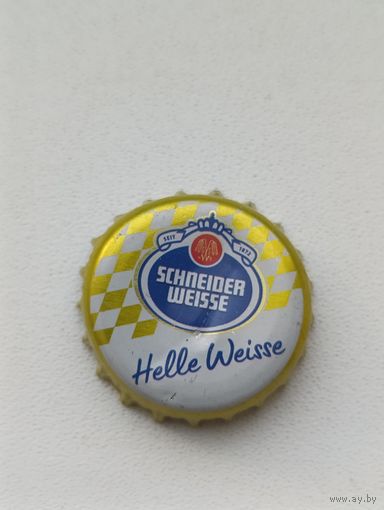 SEIT 1872
SCHNEIDER
WEISSE
Helle Weisse
www.ay.by